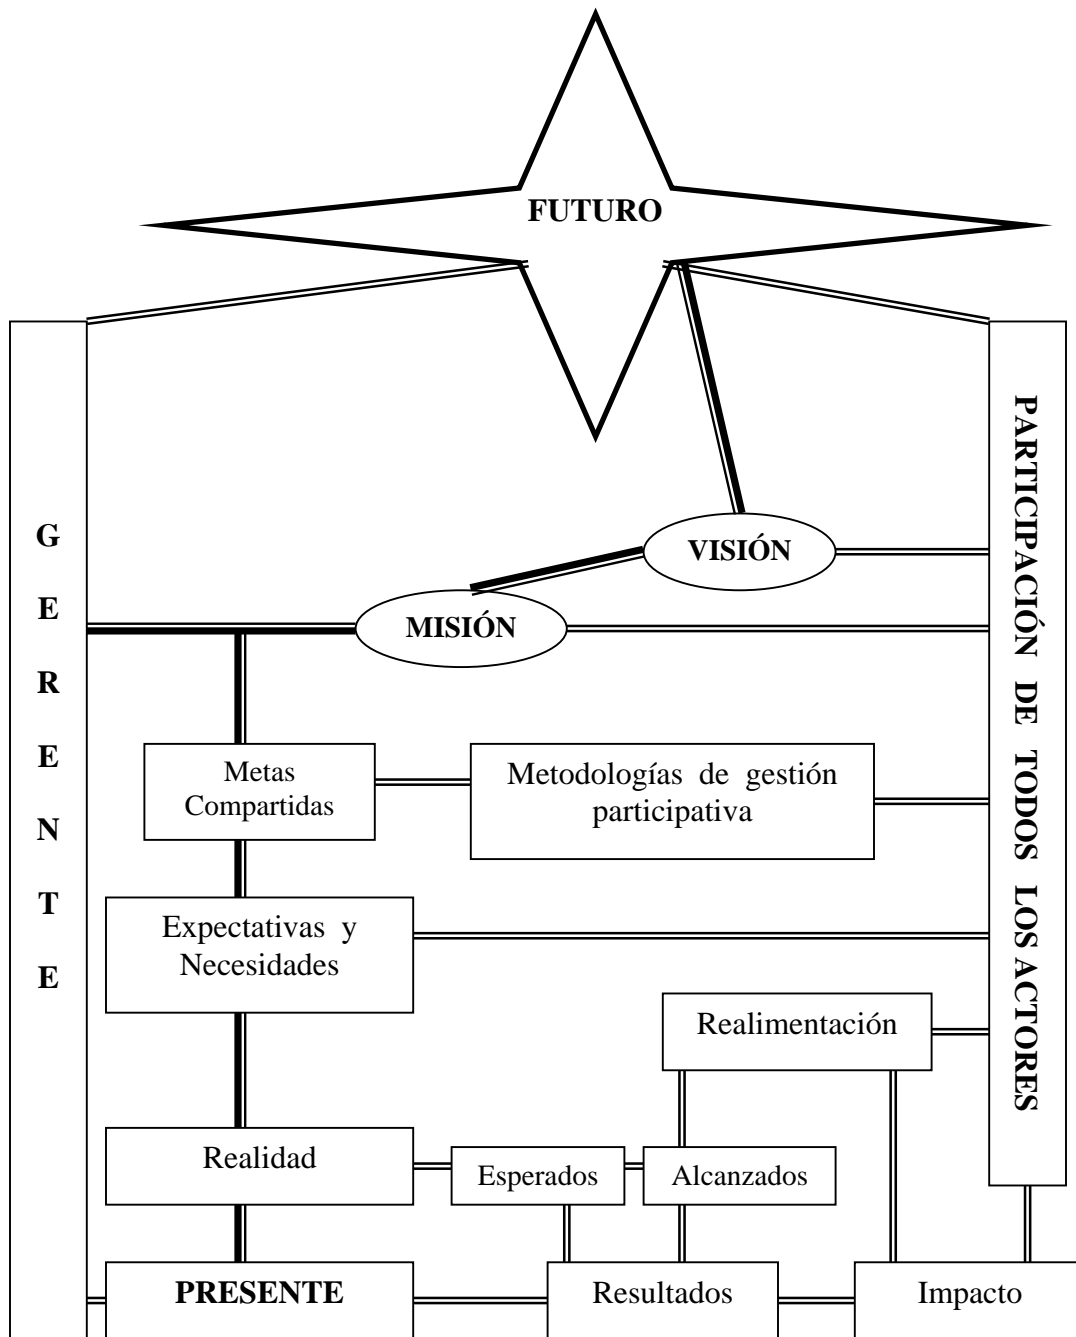 FUTURO
GERENTE
PARTICIPACIÓN DE TODOS LOS ACTORES
VISIÓN
MISIÓN
Metas
Compartidas
Metodologías de gestión
participativa
Expectativas y
Necesidades
Realimentación
Realidad
Esperados
Alcanzados
PRESENTE
Resultados
Impacto